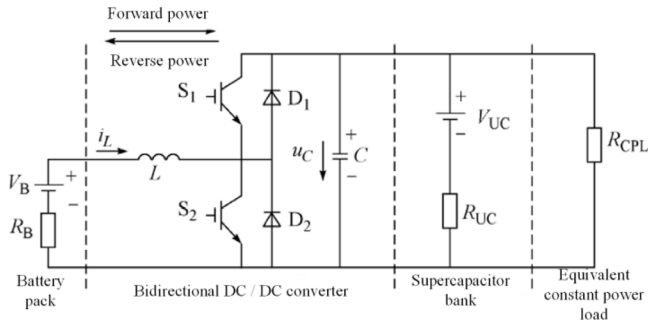 Forward power
Reverse power
S1
D1
iL
L
uC
+
C
−
+
VUC
−
RCPL
VB
+
−
RB
S2
D2
RUC
Battery
pack
Bidirectional DC / DC converter
Supercapacitor
bank
Equivalent
constant power
load